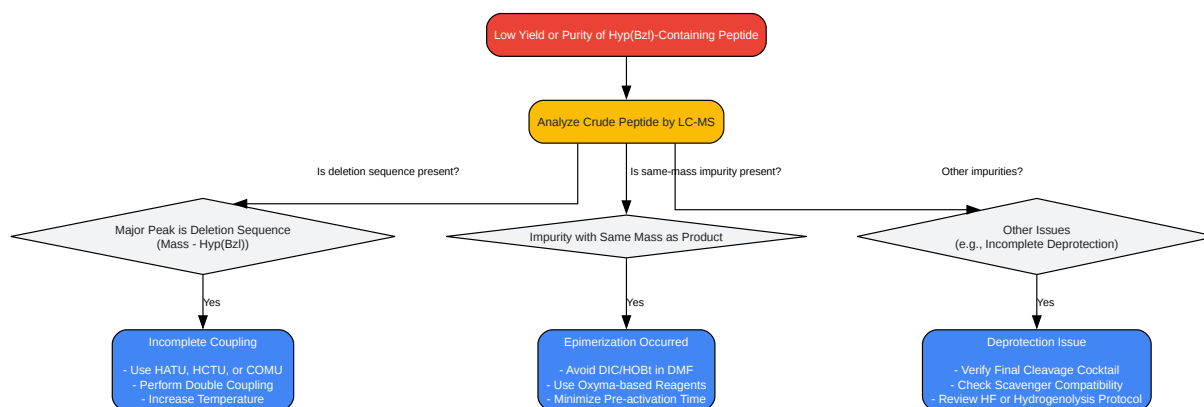 Low Yield or Purity of Hyp(Bzl)-Containing Peptide
Analyze Crude Peptide by LC-MS
Is deletion sequence present?
Is same-mass impurity present?
Other impurities?
Major Peak is Deletion Sequence
(Mass - Hyp(Bzl))
Impurity with Same Mass as Product
Other Issues
(e.g., Incomplete Deprotection)
Yes
Yes
Yes
Incomplete Coupling
- Use HATU, HCTU, or COMU
- Perform Double Coupling
- Increase Temperature
Epimerization Occurred
- Avoid DIC/HOBt in DMF
- Use Oxyma-based Reagents
- Minimize Pre-activation Time
Deprotection Issue
- Verify Final Cleavage Cocktail
- Check Scavenger Compatibility
- Review HF or Hydrogenolysis Protocol